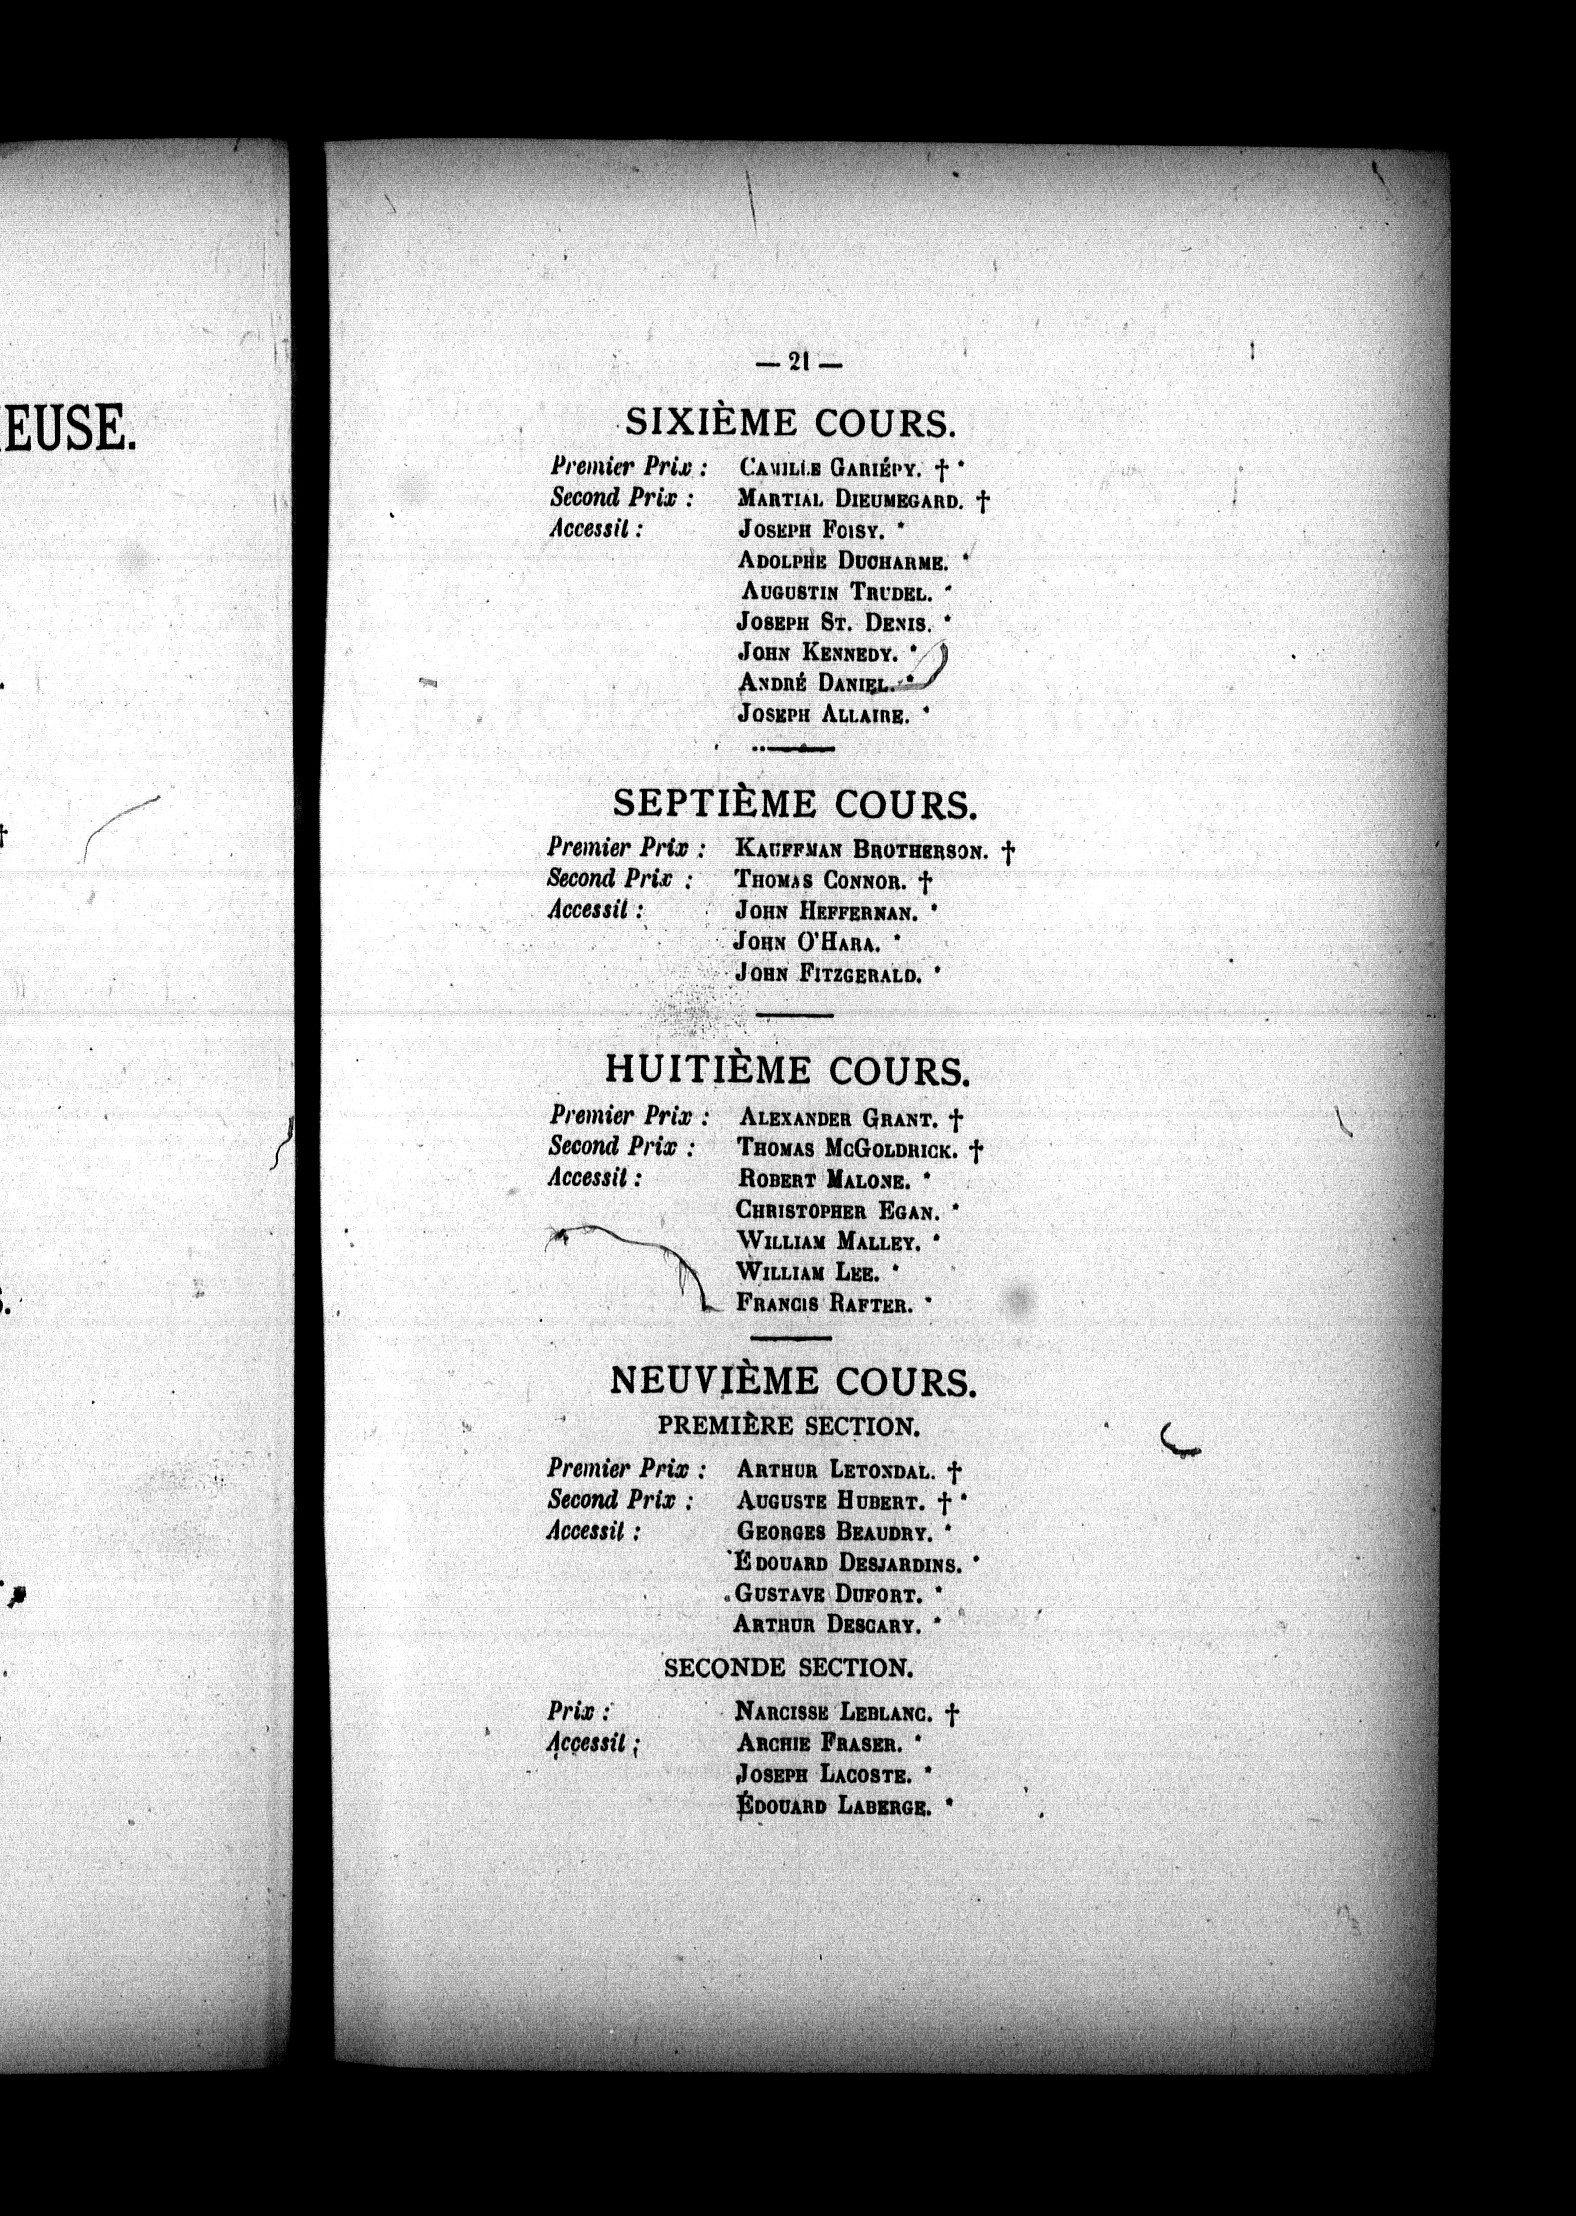 EUSE.
— 21 —
SIXIÈME COURS.
Premier Prix : CAMILLE GARIÉPY. † *
Second Prix : MARTIAL DIEUMEGARD. †
Accessit : JOSEPH FOISY. *
ADOLPHE DUCHARME. *
AUGUSTIN TRUDEL. *
JOSEPH ST. DENIS. *
JOHN KENNEDY. *
ANDRÉ DANIEL. *
JOSEPH ALLAIRE. *
SEPTIÈME COURS.
Premier Prix : KAUFFMAN BROTHERSON. †
Second Prix : THOMAS CONNOR. †
Accessit : JOHN HEFFERNAN. *
JOHN O'HARA. *
JOHN FITZGERALD. *
HUITIÈME COURS.
Premier Prix : ALEXANDER GRANT. †
Second Prix : THOMAS MCGOLDRICK. †
Accessit : ROBERT MALONE. *
CHRISTOPHER EGAN. *
WILLIAM MALLEY. *
WILLIAM LEE. *
FRANCIS RAFTER. *
NEUVIÈME COURS.
PREMIÈRE SECTION.
Premier Prix : ARTHUR LETONDAL. †
Second Prix : AUGUSTE HUBERT. † *
Accessit : GEORGES BEAUDRY. *
ÉDOUARD DESJARDINS. *
GUSTAVE DUFORT. *
ARTHUR DESCARY. *
SECONDE SECTION.
Prix : NARCISSE LEBLANC. †
Accessit : ARCHIE FRASER. *
JOSEPH LACOSTE. *
ÉDOUARD LABERGE. *